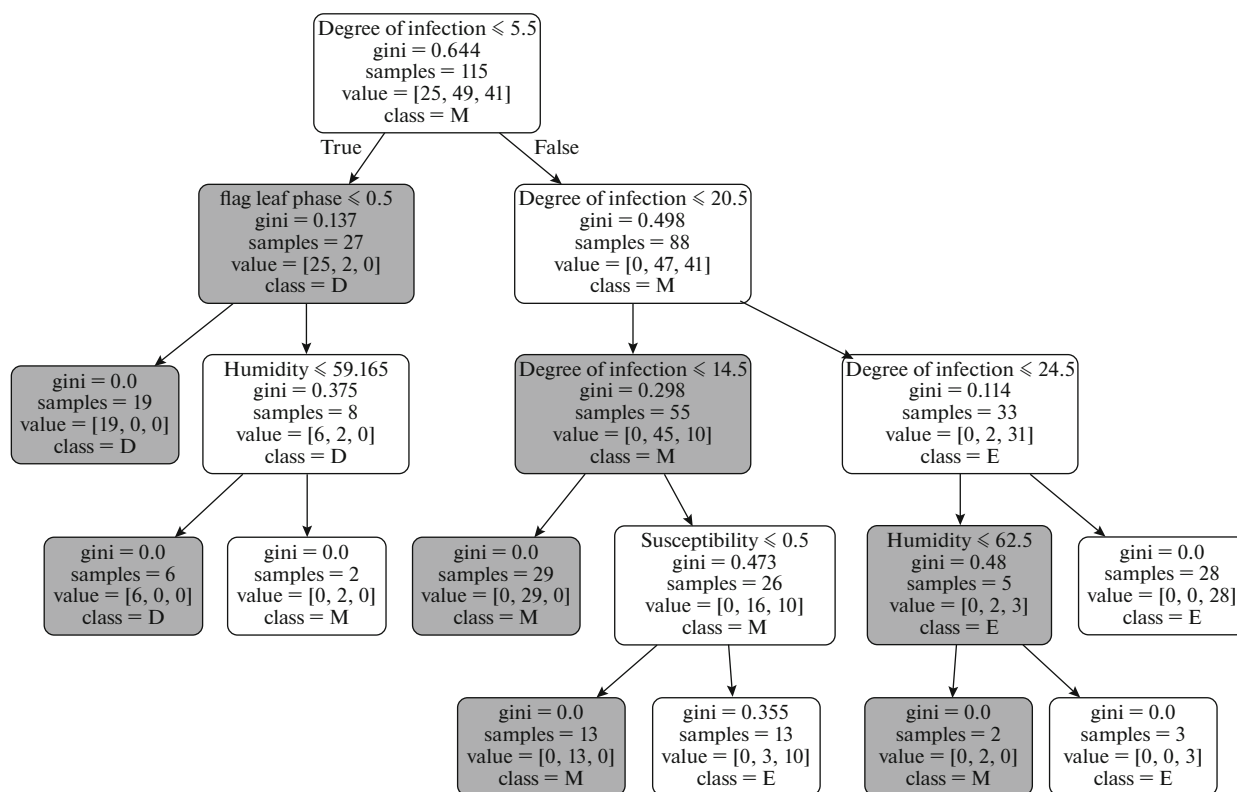 Degree of infection ⩽ 5.5
gini = 0.644
samples = 115
value = [25, 49, 41]
class = M
True
False
flag leaf phase ⩽ 0.5
gini = 0.137
samples = 27
value = [25, 2, 0]
class = D
Degree of infection ⩽ 20.5
gini = 0.498
samples = 88
value = [0, 47, 41]
class = M
gini = 0.0
samples = 19
value = [19, 0, 0]
class = D
Humidity ⩽ 59.165
gini = 0.375
samples = 8
value = [6, 2, 0]
class = D
Degree of infection ⩽ 14.5
gini = 0.298
samples = 55
value = [0, 45, 10]
class = M
Degree of infection ⩽ 24.5
gini = 0.114
samples = 33
value = [0, 2, 31]
class = E
gini = 0.0
samples = 6
value = [6, 0, 0]
class = D
gini = 0.0
samples = 2
value = [0, 2, 0]
class = M
gini = 0.0
samples = 29
value = [0, 29, 0]
class = M
Susceptibility ⩽ 0.5
gini = 0.473
samples = 26
value = [0, 16, 10]
class = M
Humidity ⩽ 62.5
gini = 0.48
samples = 5
value = [0, 2, 3]
class = E
gini = 0.0
samples = 28
value = [0, 0, 28]
class = E
gini = 0.0
samples = 13
value = [0, 13, 0]
class = M
gini = 0.355
samples = 13
value = [0, 3, 10]
class = E
gini = 0.0
samples = 2
value = [0, 2, 0]
class = M
gini = 0.0
samples = 3
value = [0, 0, 3]
class = E